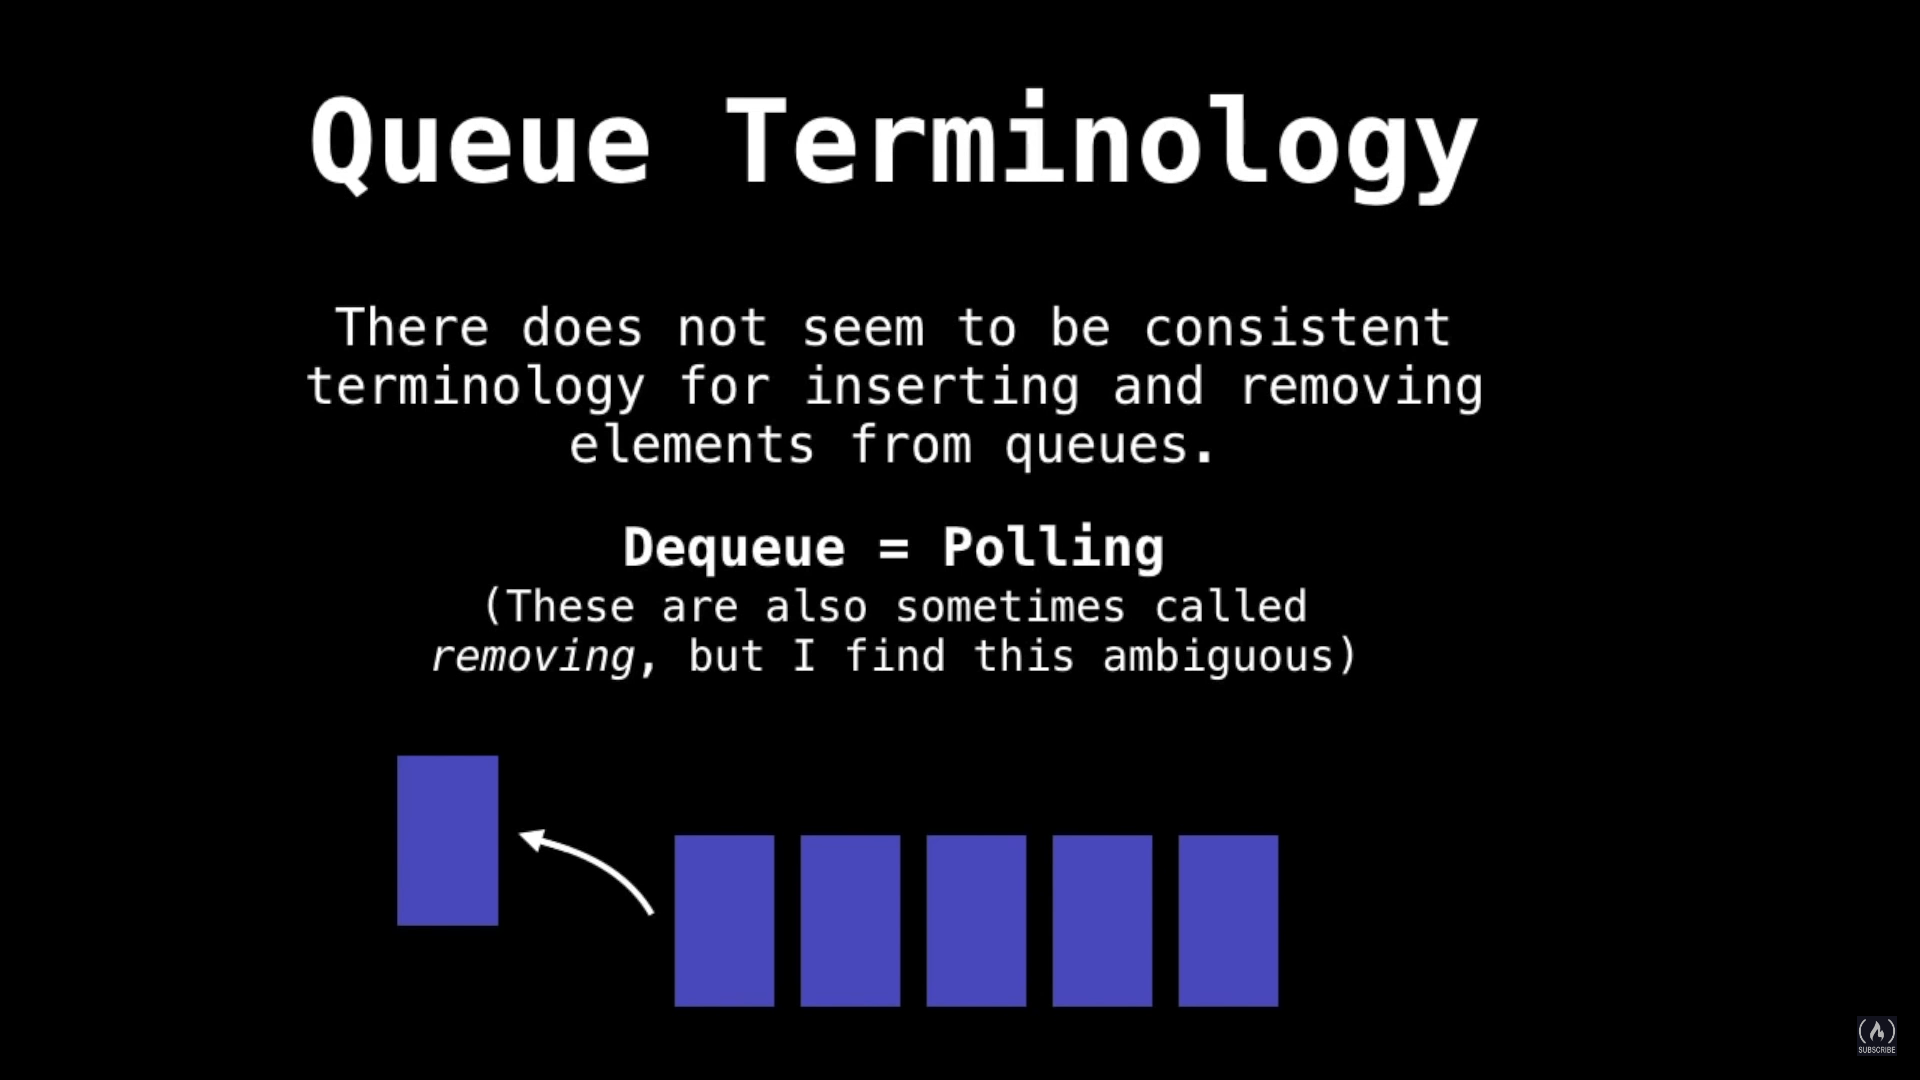 Queue Terminology
There does not seem to be consistent
terminology for inserting and removing
elements from queues.
Dequeue = Polling
(These are also sometimes called
removing, but I find this ambiguous)
SUBSCRIBE